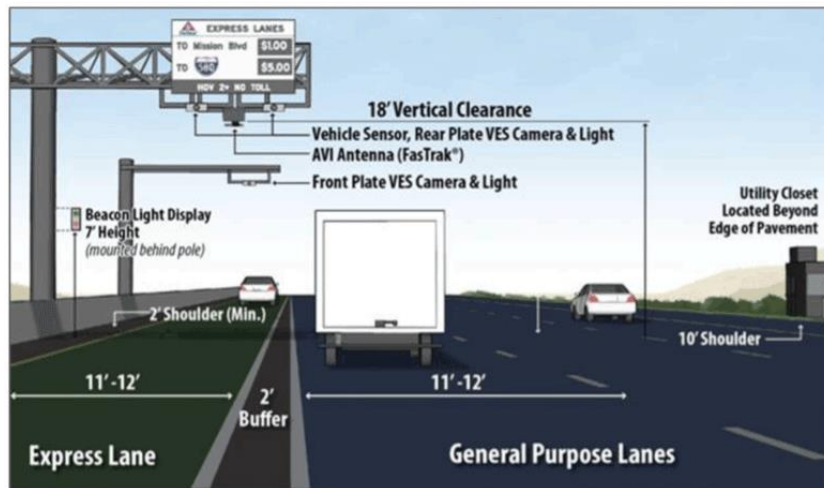 EXPRESS LANES
TO Mission Blvd $1.00
TO 580 $5.00
HOV 2+ NO TOLL
18' Vertical Clearance
Vehicle Sensor, Rear Plate VES Camera & Light
AVI Antenna (FasTrak®)
Front Plate VES Camera & Light
Utility Closet
Located Beyond
Edge of Pavement
Beacon Light Display
7' Height
(mounted behind pole)
2' Shoulder (Min.)
10' Shoulder
11'-12'
2'
Buffer
11'-12'
Express Lane
General Purpose Lanes